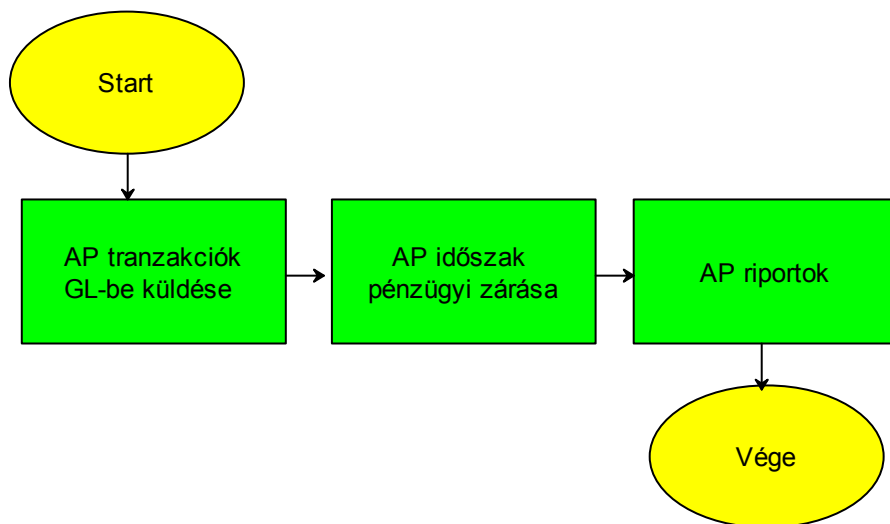 Start
AP tranzakciók
GL-be küldése
AP időszak
pénzügyi zárása
AP riportok
Vége